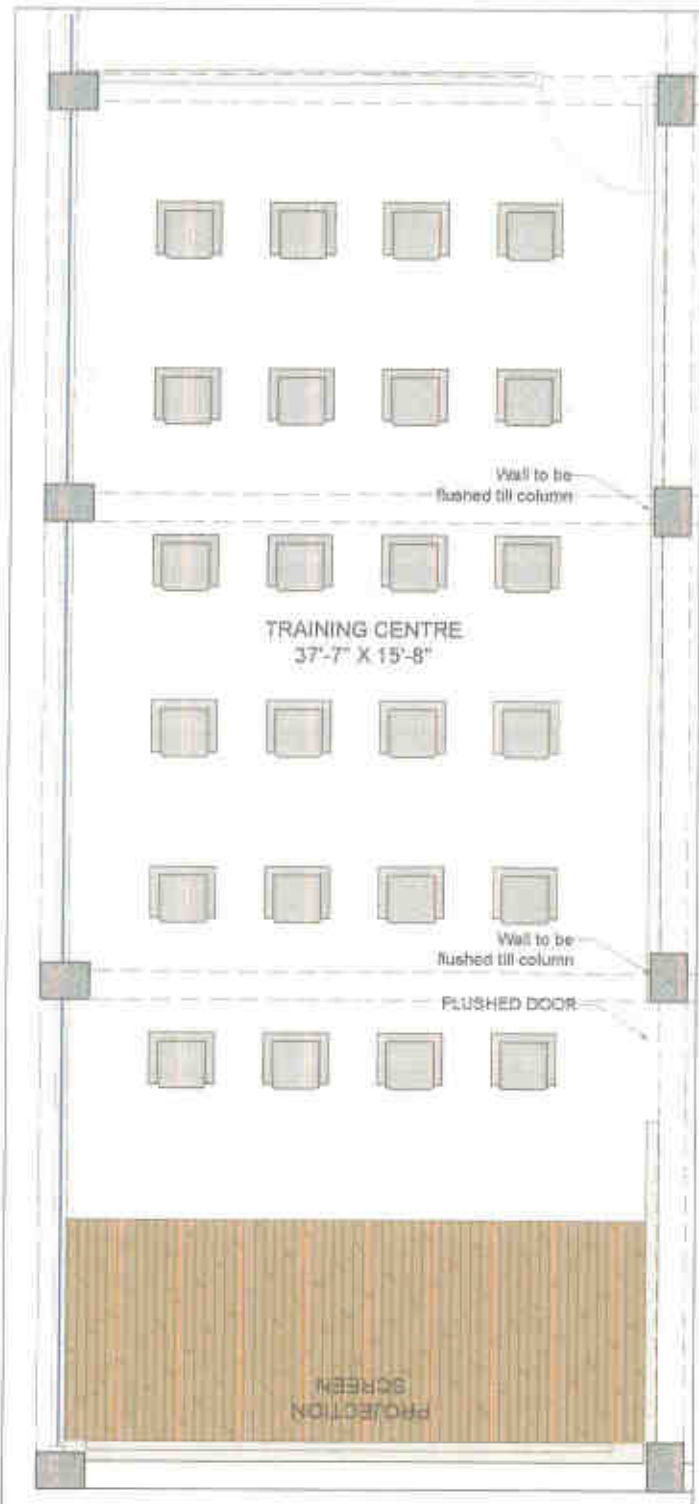 Wall to be
flushed till column
TRAINING CENTRE
37'-7" X 15'-8"
Wall to be
flushed till column
FLUSHED DOOR
PROJECTION
SCREEN